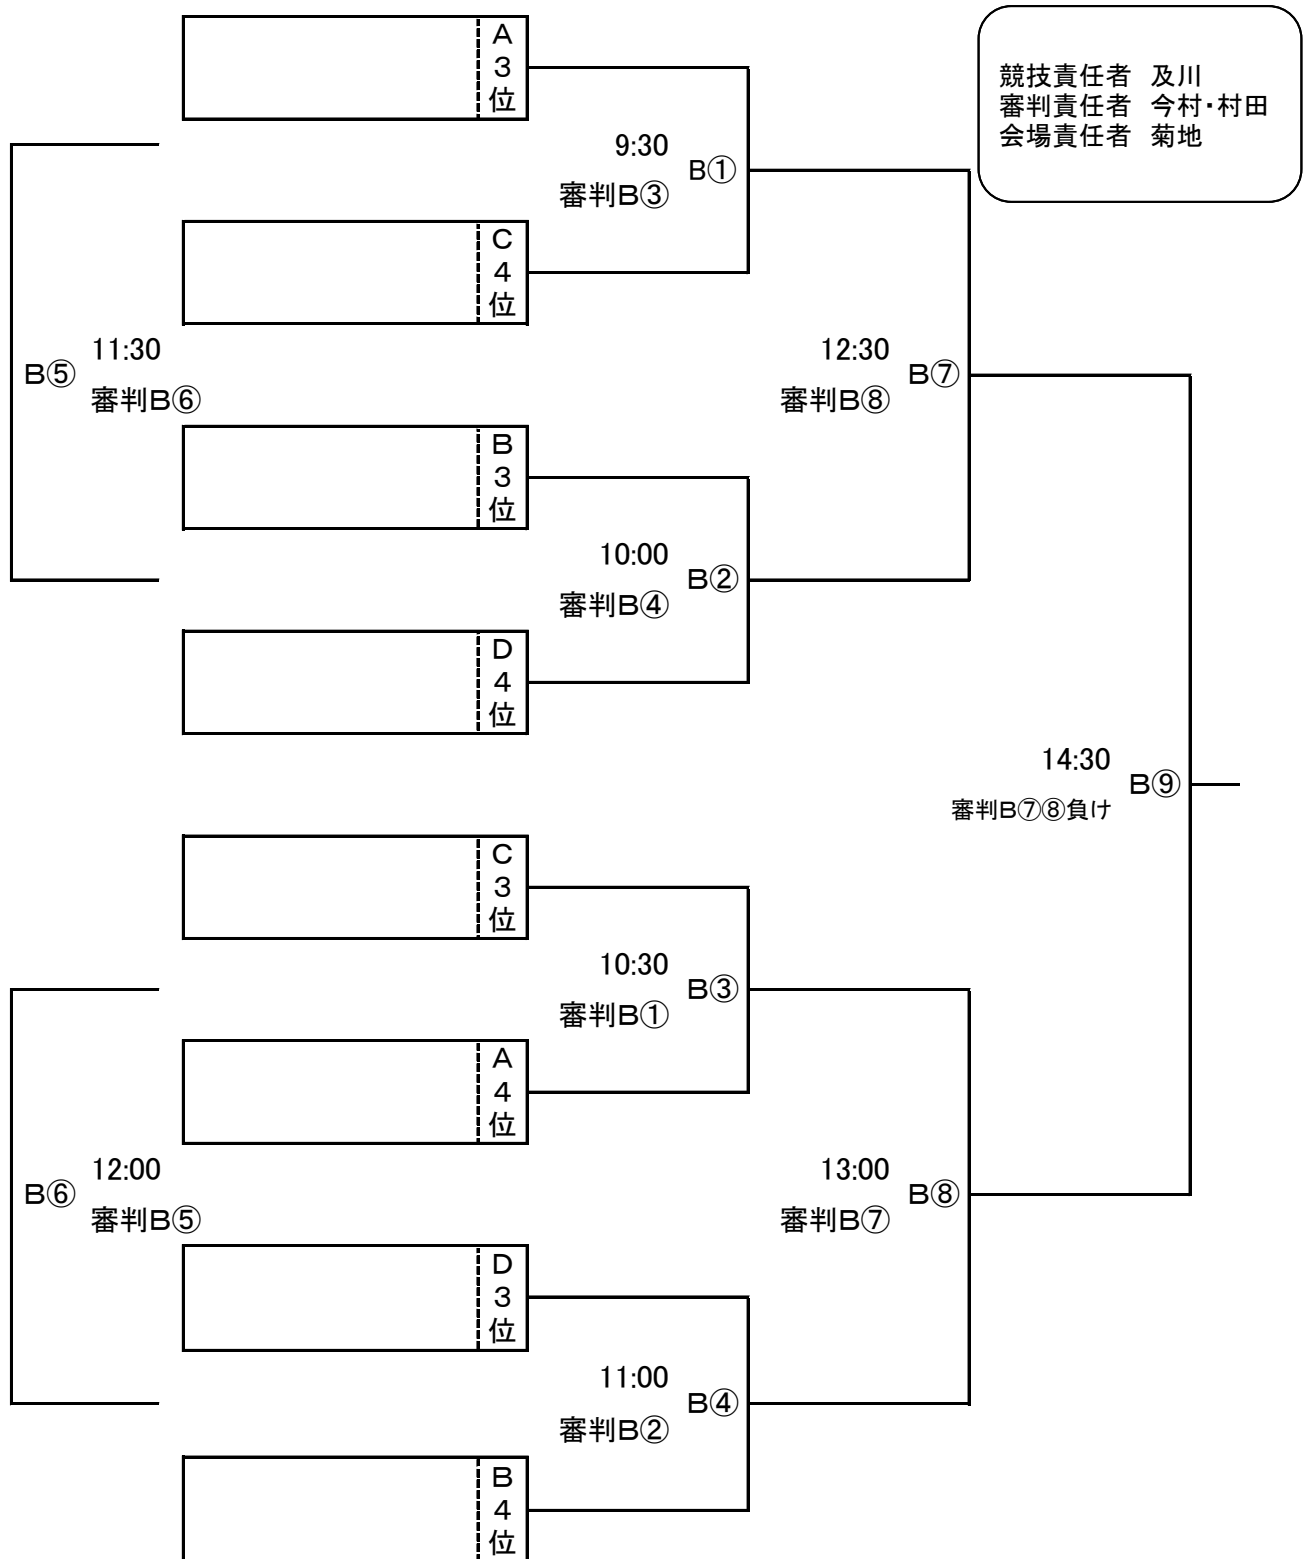 A
3
位
競技責任者 及川
審判責任者 今村・村田
会場責任者 菊地
9:30
B①
審判B③
C
4
位
11:30
B⑤
審判B⑥
12:30
B⑦
審判B⑧
B
3
位
10:00
B②
審判B④
D
4
位
14:30
B⑨
審判B⑦⑧負け
C
3
位
10:30
B③
審判B①
A
4
位
12:00
B⑥
審判B⑤
13:00
B⑧
審判B⑦
D
3
位
11:00
B④
審判B②
B
4
位